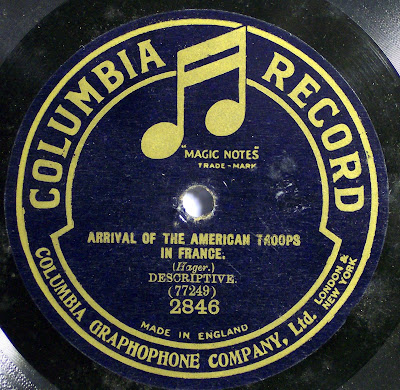 COLUMBIA RECORD
"MAGIC NOTES"
TRADE-MARK
ARRIVAL OF THE AMERICAN TROOPS
IN FRANCE.
(Hager.)
DESCRIPTIVE.
(77249)
2846
MADE IN ENGLAND
COLUMBIA GRAPHOPHONE COMPANY, Ltd.
LONDON &
NEW YORK